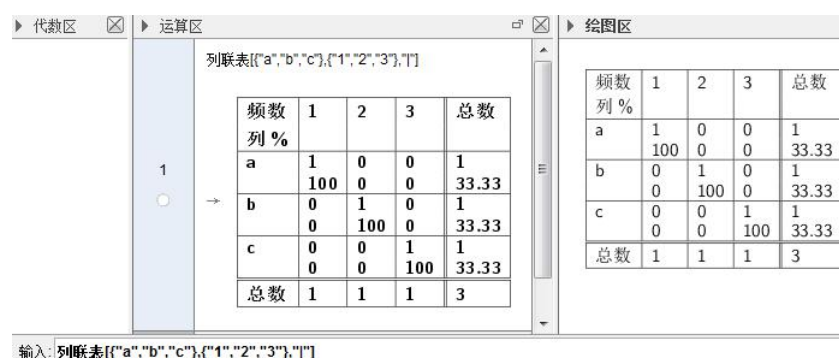 代数区
运算区
绘图区
列联表[{"a","b","c"},{"1","2","3"},"|"]
1
频数 1 2 3 总数
列 %
a 1 0 0 1
100 0 0 33.33
b 0 1 0 1
0 100 0 33.33
c 0 0 1 1
0 0 100 33.33
总数 1 1 1 3
频数 1 2 3 总数
列 %
a 1 0 0 1
100 0 0 33.33
b 0 1 0 1
0 100 0 33.33
c 0 0 1 1
0 0 100 33.33
总数 1 1 1 3
输入: 列联表[{"a","b","c"},{"1","2","3"},"|"]